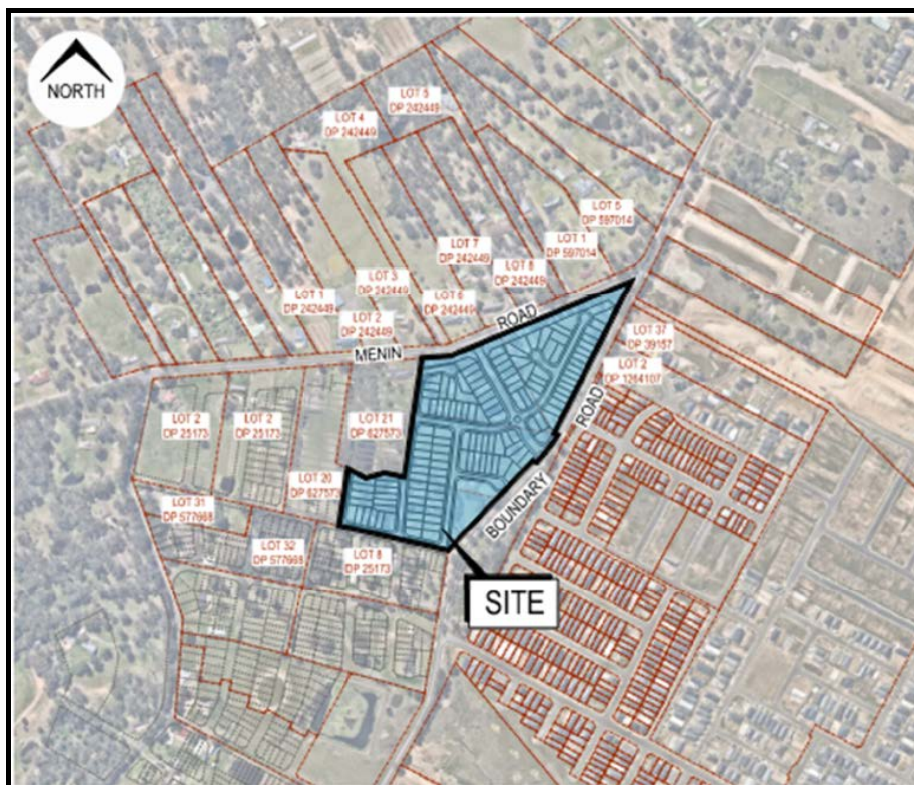 NORTH
LOT 5
DP 242449
LOT 4
DP 242449
LOT 5
DP 597014
LOT 7
DP 242449
LOT 1
DP 597014
LOT 8
DP 242449
LOT 3
DP 242449
LOT 1
DP 242449
LOT 6
DP 242449
LOT 2
DP 242449
MENIN
ROAD
LOT 37
DP 39157
LOT 2
DP 1264107
LOT 2
DP 25173
LOT 2
DP 25173
LOT 21
DP 627573
ROAD
BOUNDARY
LOT 20
DP 627573
LOT 31
DP 577668
LOT 32
DP 577668
LOT 8
DP 25173
SITE